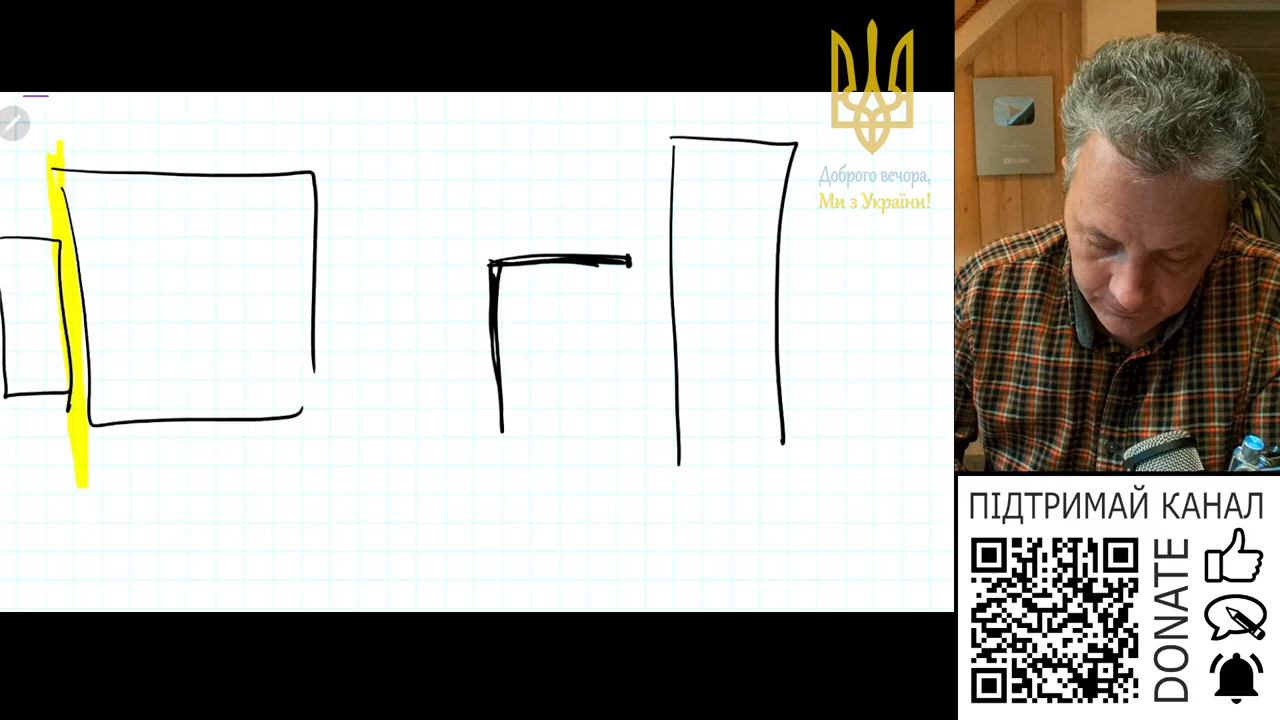 Доброго вечора,
Ми з України!
ПІДТРИМАЙ КАНАЛ
DONATE